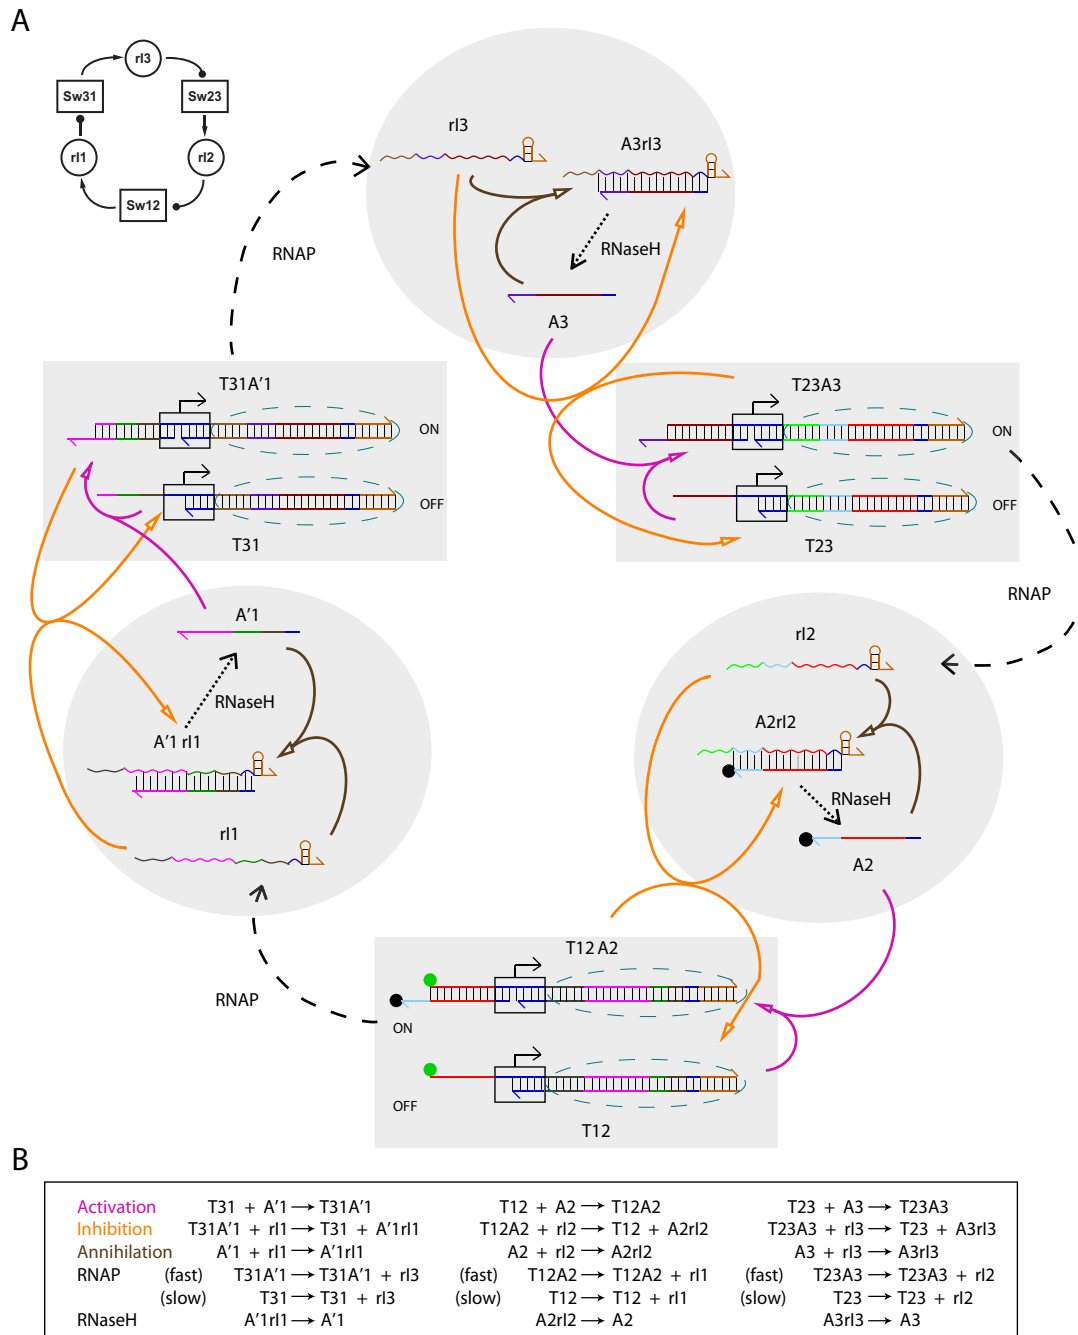 A
rI3
Sw31
Sw23
rI1
rI2
Sw12
rI3
A3rI3
RNaseH
A3
RNAP
T31A'1
ON
OFF
T31
T23A3
ON
OFF
T23
RNAP
A'1
RNaseH
A'1 rI1
rI1
rI2
A2rI2
RNaseH
A2
RNAP
T12 A2
ON
OFF
T12
B
Activation T31 + A'1 → T31A'1 T12 + A2 → T12A2 T23 + A3 → T23A3
Inhibition T31A'1 + rI1 → T31 + A'1rI1 T12A2 + rI2 → T12 + A2rI2 T23A3 + rI3 → T23 + A3rI3
Annihilation A'1 + rI1 → A'1rI1 A2 + rI2 → A2rI2 A3 + rI3 → A3rI3
RNAP (fast) T31A'1 → T31A'1 + rI3 (fast) T12A2 → T12A2 + rI1 (fast) T23A3 → T23A3 + rI2
(slow) T31 → T31 + rI3 (slow) T12 → T12 + rI1 (slow) T23 → T23 + rI2
RNaseH A'1rI1 → A'1 A2rI2 → A2 A3rI3 → A3